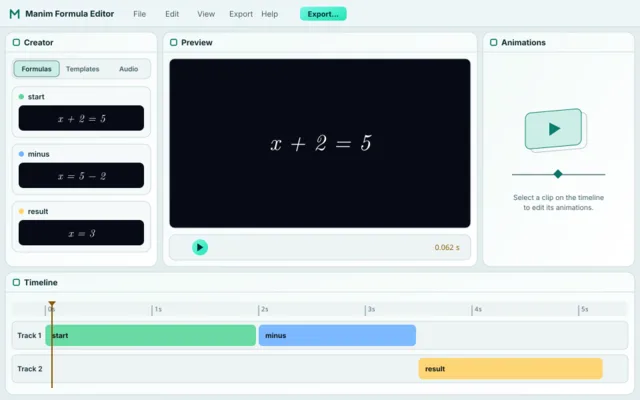 Manim Formula Editor File Edit View Export Help Export...
Creator
Formulas Templates Audio
start
x + 2 = 5
minus
x = 5 − 2
result
x = 3
Preview
x + 2 = 5
0.062 s
Animations
Select a clip on the timeline
to edit its animations.
Timeline
0s 1s 2s 3s 4s 5s
Track 1 start minus
Track 2 result